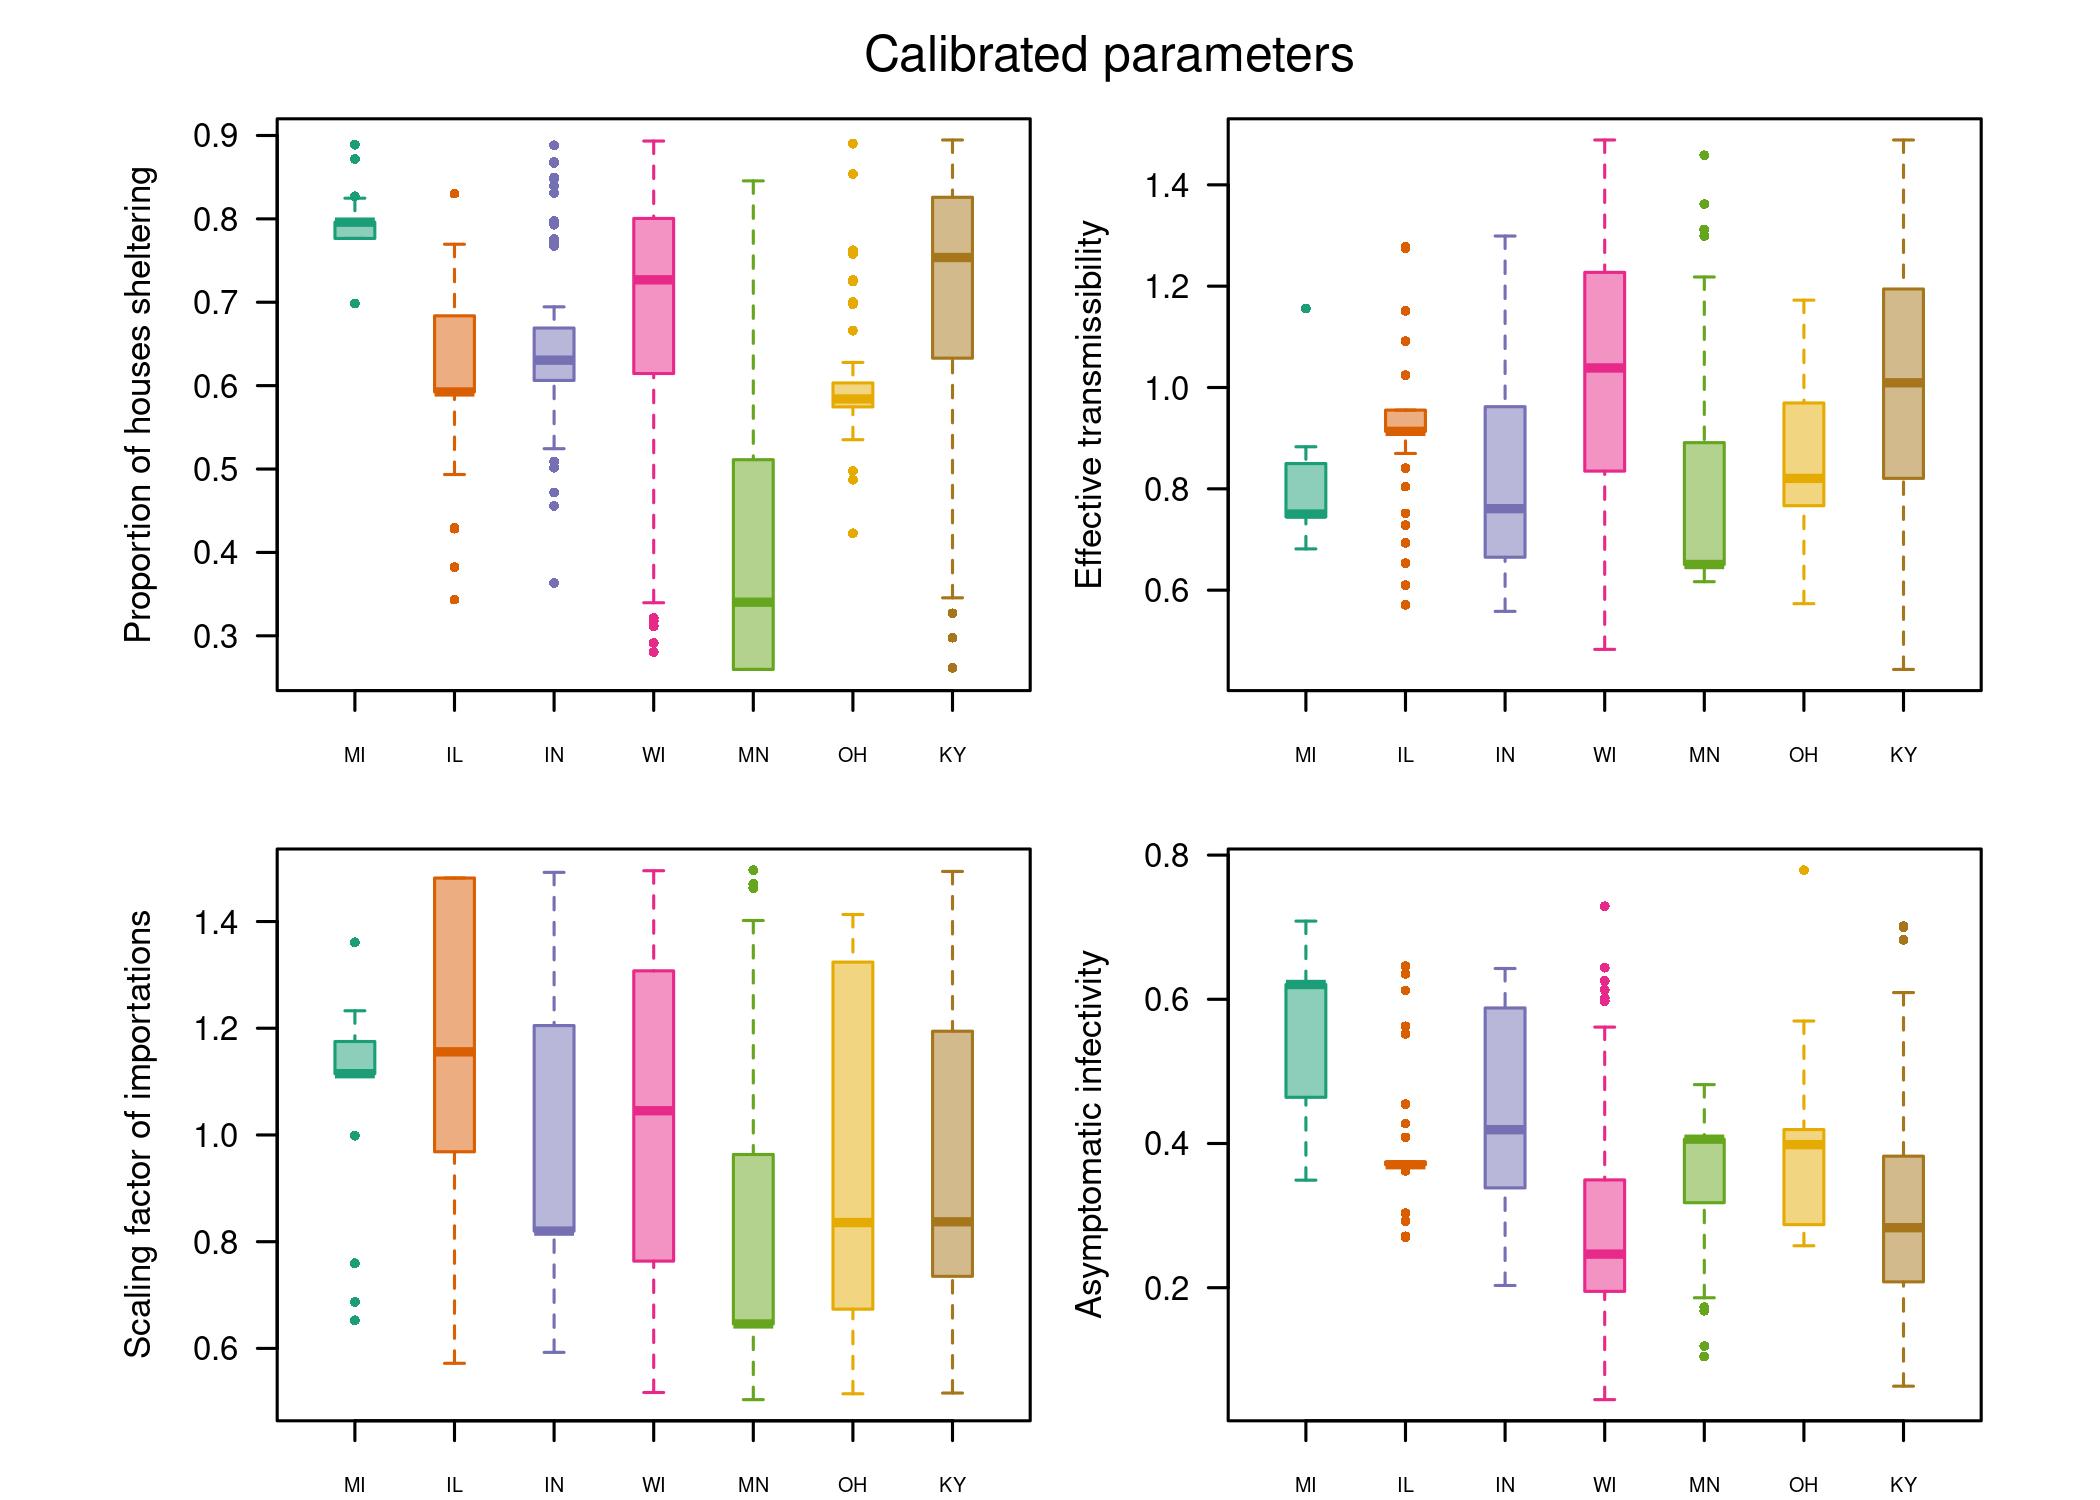 Calibrated parameters
Proportion of houses sheltering
0.9
0.8
0.7
0.6
0.5
0.4
0.3
MI IL IN WI MN OH KY
Effective transmissibility
1.4
1.2
1.0
0.8
0.6
MI IL IN WI MN OH KY
Scaling factor of importations
1.4
1.2
1.0
0.8
0.6
MI IL IN WI MN OH KY
Asymptomatic infectivity
0.8
0.6
0.4
0.2
MI IL IN WI MN OH KY